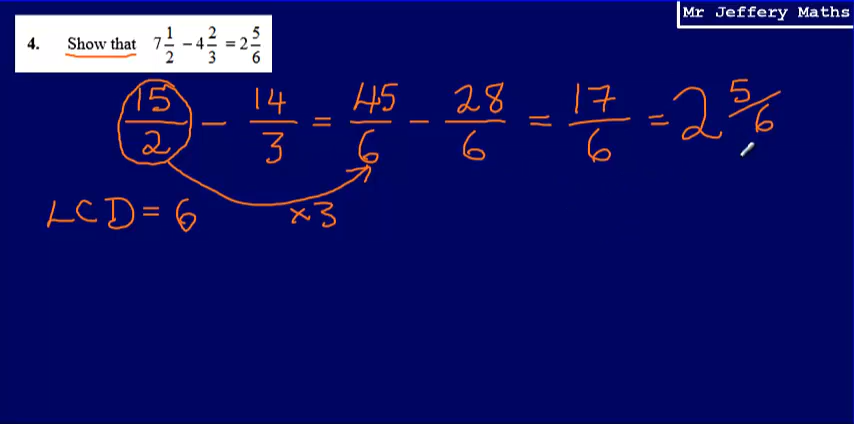 Mr Jeffery Maths
4. Show that 7 1/2 - 4 2/3 = 2 5/6
15/2 - 14/3 = 45/6 - 28/6 = 17/6 = 2 5/6
LCD = 6 ×3